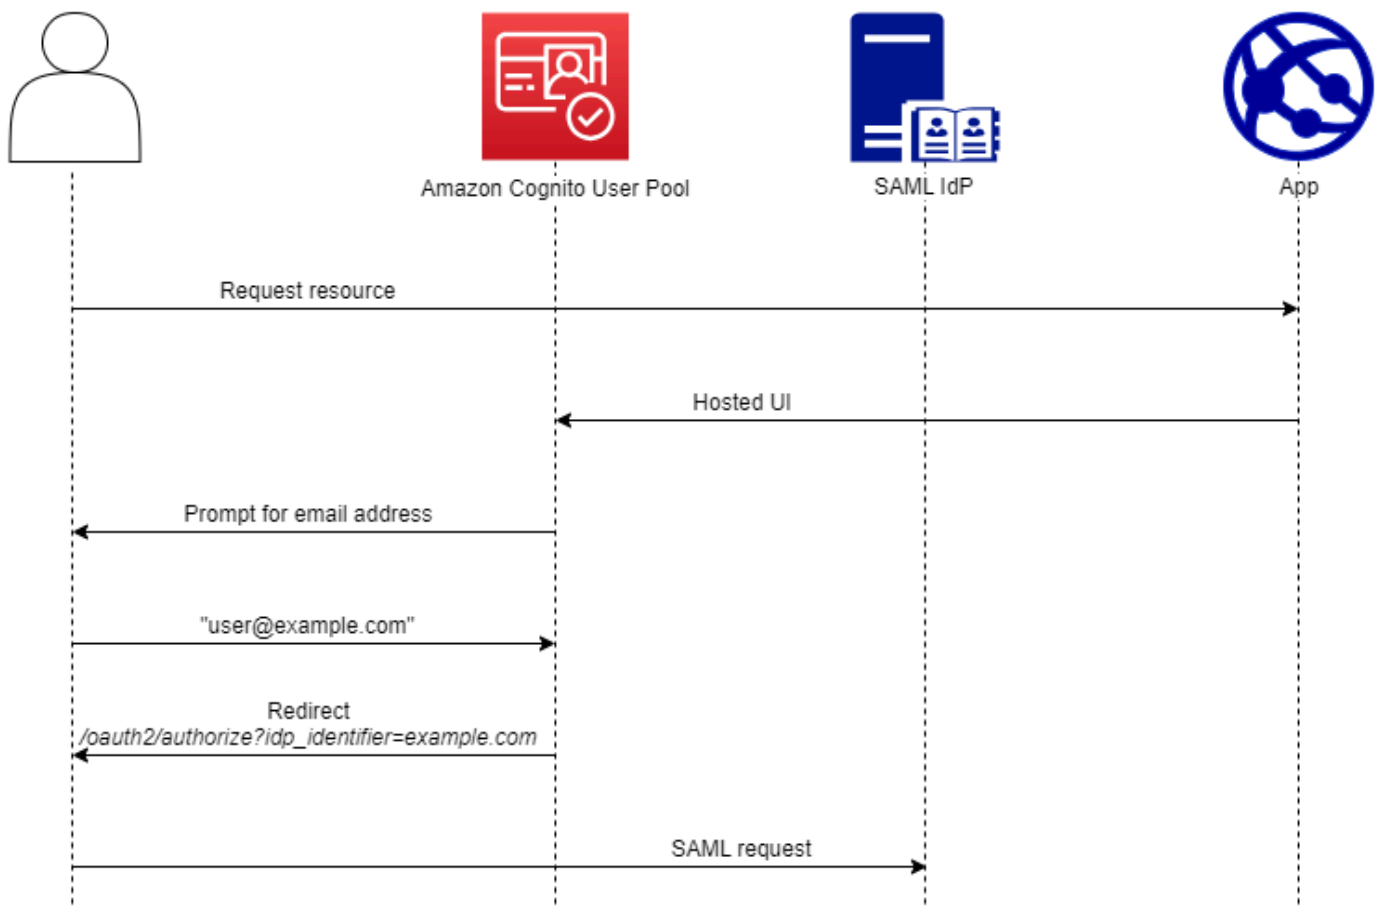 Amazon Cognito User Pool
SAML IdP
App
Request resource
Hosted UI
Prompt for email address
"user@example.com"
Redirect
/oauth2/authorize?idp_identifier=example.com
SAML request